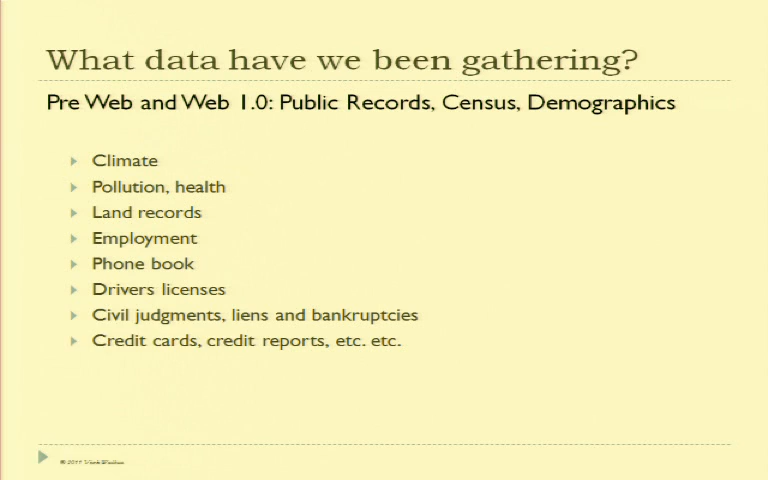 What data have we been gathering?
Pre Web and Web 1.0: Public Records, Census, Demographics
Climate
Pollution, health
Land records
Employment
Phone book
Drivers licenses
Civil judgments, liens and bankruptcies
Credit cards, credit reports, etc. etc.
© 2011